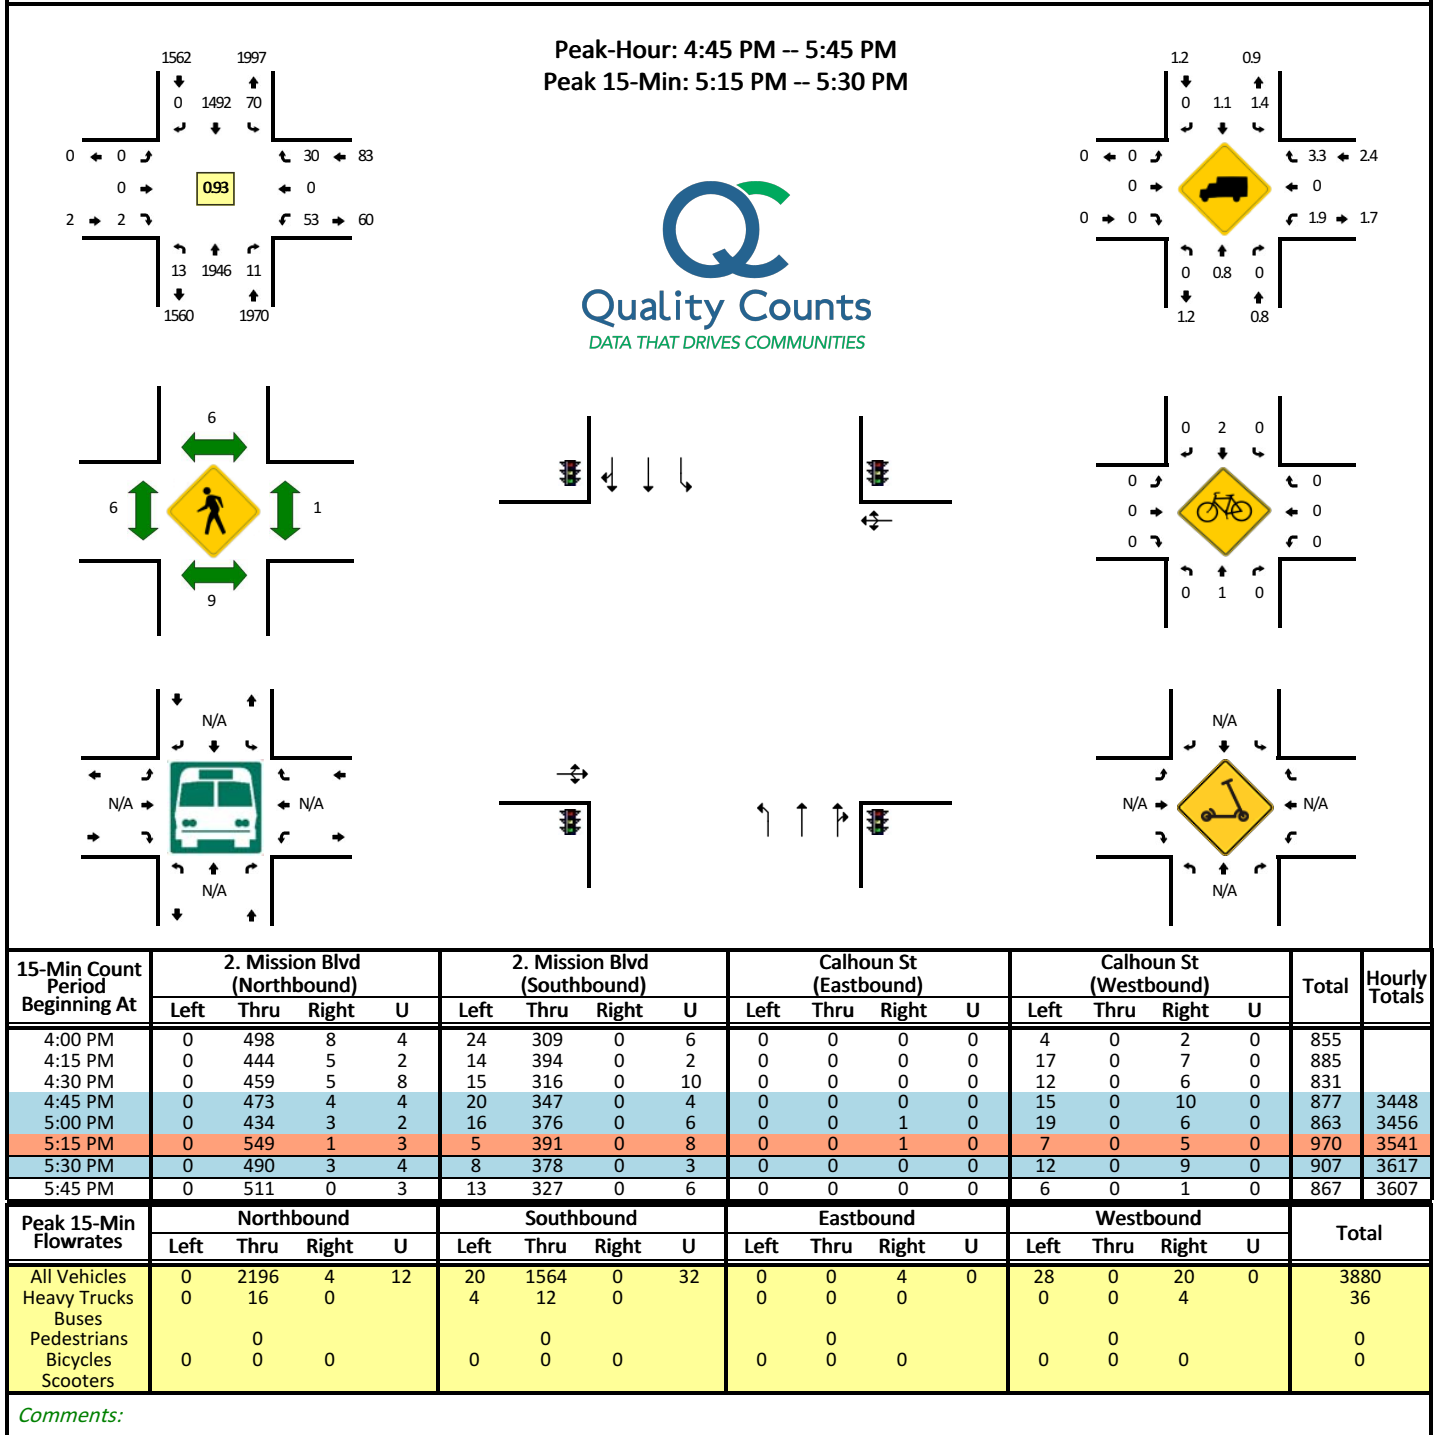 Peak-Hour: 4:45 PM -- 5:45 PM
Peak 15-Min: 5:15 PM -- 5:30 PM
1562 1997
0 1492 70
0 0 30 83
0 0.93 0
2 2 53 60
13 1946 11
1560 1970
Quality Counts
DATA THAT DRIVES COMMUNITIES
1.2 0.9
0 1.1 1.4
0 0 3.3 2.4
0 0
0 0 1.9 1.7
0 0.8 0
1.2 0.8
6
6 1
9
0 2 0
0 0
0 0
0 0
0 1 0
N/A
N/A N/A
N/A
N/A
N/A N/A
N/A
15-Min Count Period Beginning At 2. Mission Blvd (Northbound) 2. Mission Blvd (Southbound) Calhoun St (Eastbound) Calhoun St (Westbound) Total Hourly Totals
Left Thru Right U Left Thru Right U Left Thru Right U Left Thru Right U
4:00 PM 0 498 8 4 24 309 0 6 0 0 0 0 4 0 2 0 855
4:15 PM 0 444 5 2 14 394 0 2 0 0 0 0 17 0 7 0 885
4:30 PM 0 459 5 8 15 316 0 10 0 0 0 0 12 0 6 0 831
4:45 PM 0 473 4 4 20 347 0 4 0 0 0 0 15 0 10 0 877 3448
5:00 PM 0 434 3 2 16 376 0 6 0 0 1 0 19 0 6 0 863 3456
5:15 PM 0 549 1 3 5 391 0 8 0 0 1 0 7 0 5 0 970 3541
5:30 PM 0 490 3 4 8 378 0 3 0 0 0 0 12 0 9 0 907 3617
5:45 PM 0 511 0 3 13 327 0 6 0 0 0 0 6 0 1 0 867 3607
Peak 15-Min Flowrates Northbound Southbound Eastbound Westbound Total
Left Thru Right U Left Thru Right U Left Thru Right U Left Thru Right U
All Vehicles 0 2196 4 12 20 1564 0 32 0 0 4 0 28 0 20 0 3880
Heavy Trucks 0 16 0 4 12 0 0 0 0 0 0 4 36
Buses
Pedestrians 0 0 0 0 0
Bicycles 0 0 0 0 0 0 0 0 0 0 0 0 0
Scooters
Comments: